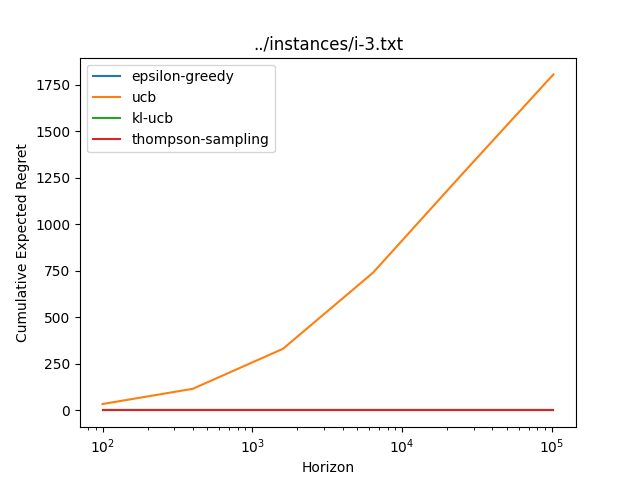 ../instances/i-3.txt
epsilon-greedy
ucb
kl-ucb
thompson-sampling
Cumulative Expected Regret
1750
1500
1250
1000
750
500
250
0
10²
10³
10⁴
10⁵
Horizon